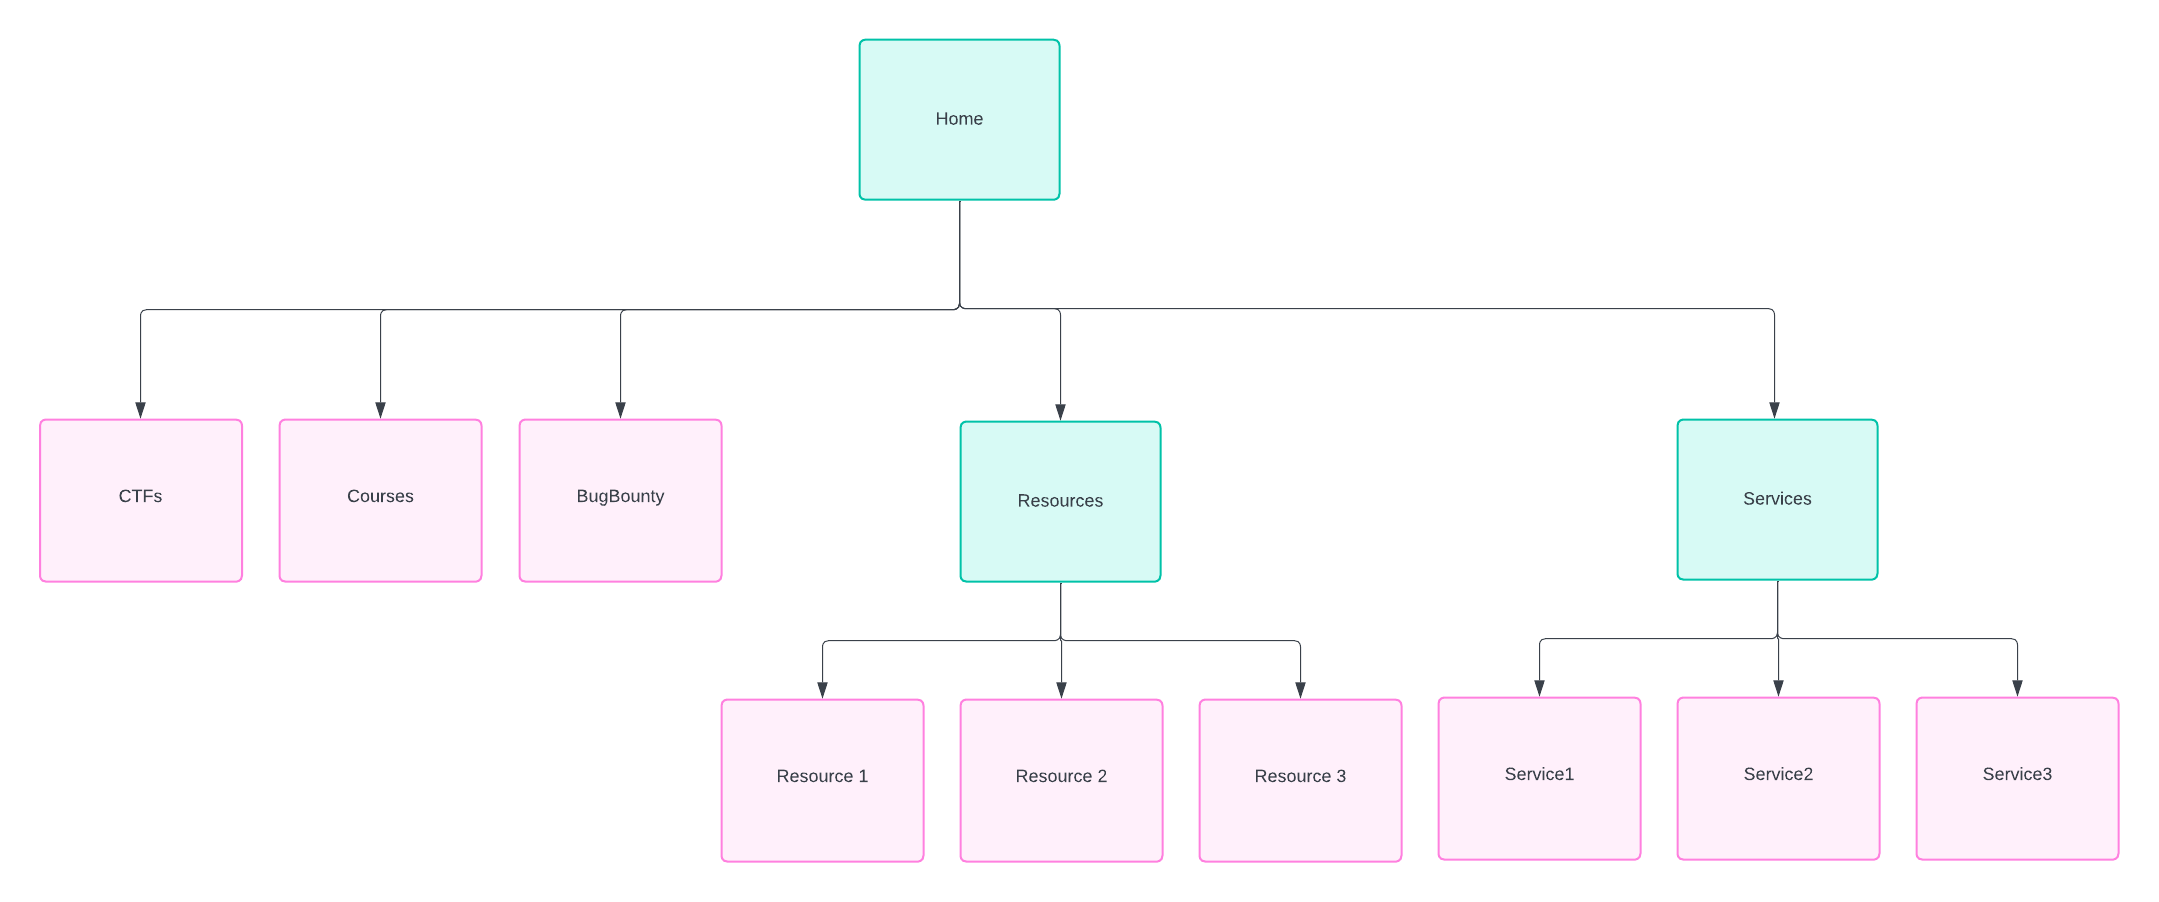 Home
CTFs
Courses
BugBounty
Resources
Services
Resource 1
Resource 2
Resource 3
Service1
Service2
Service3